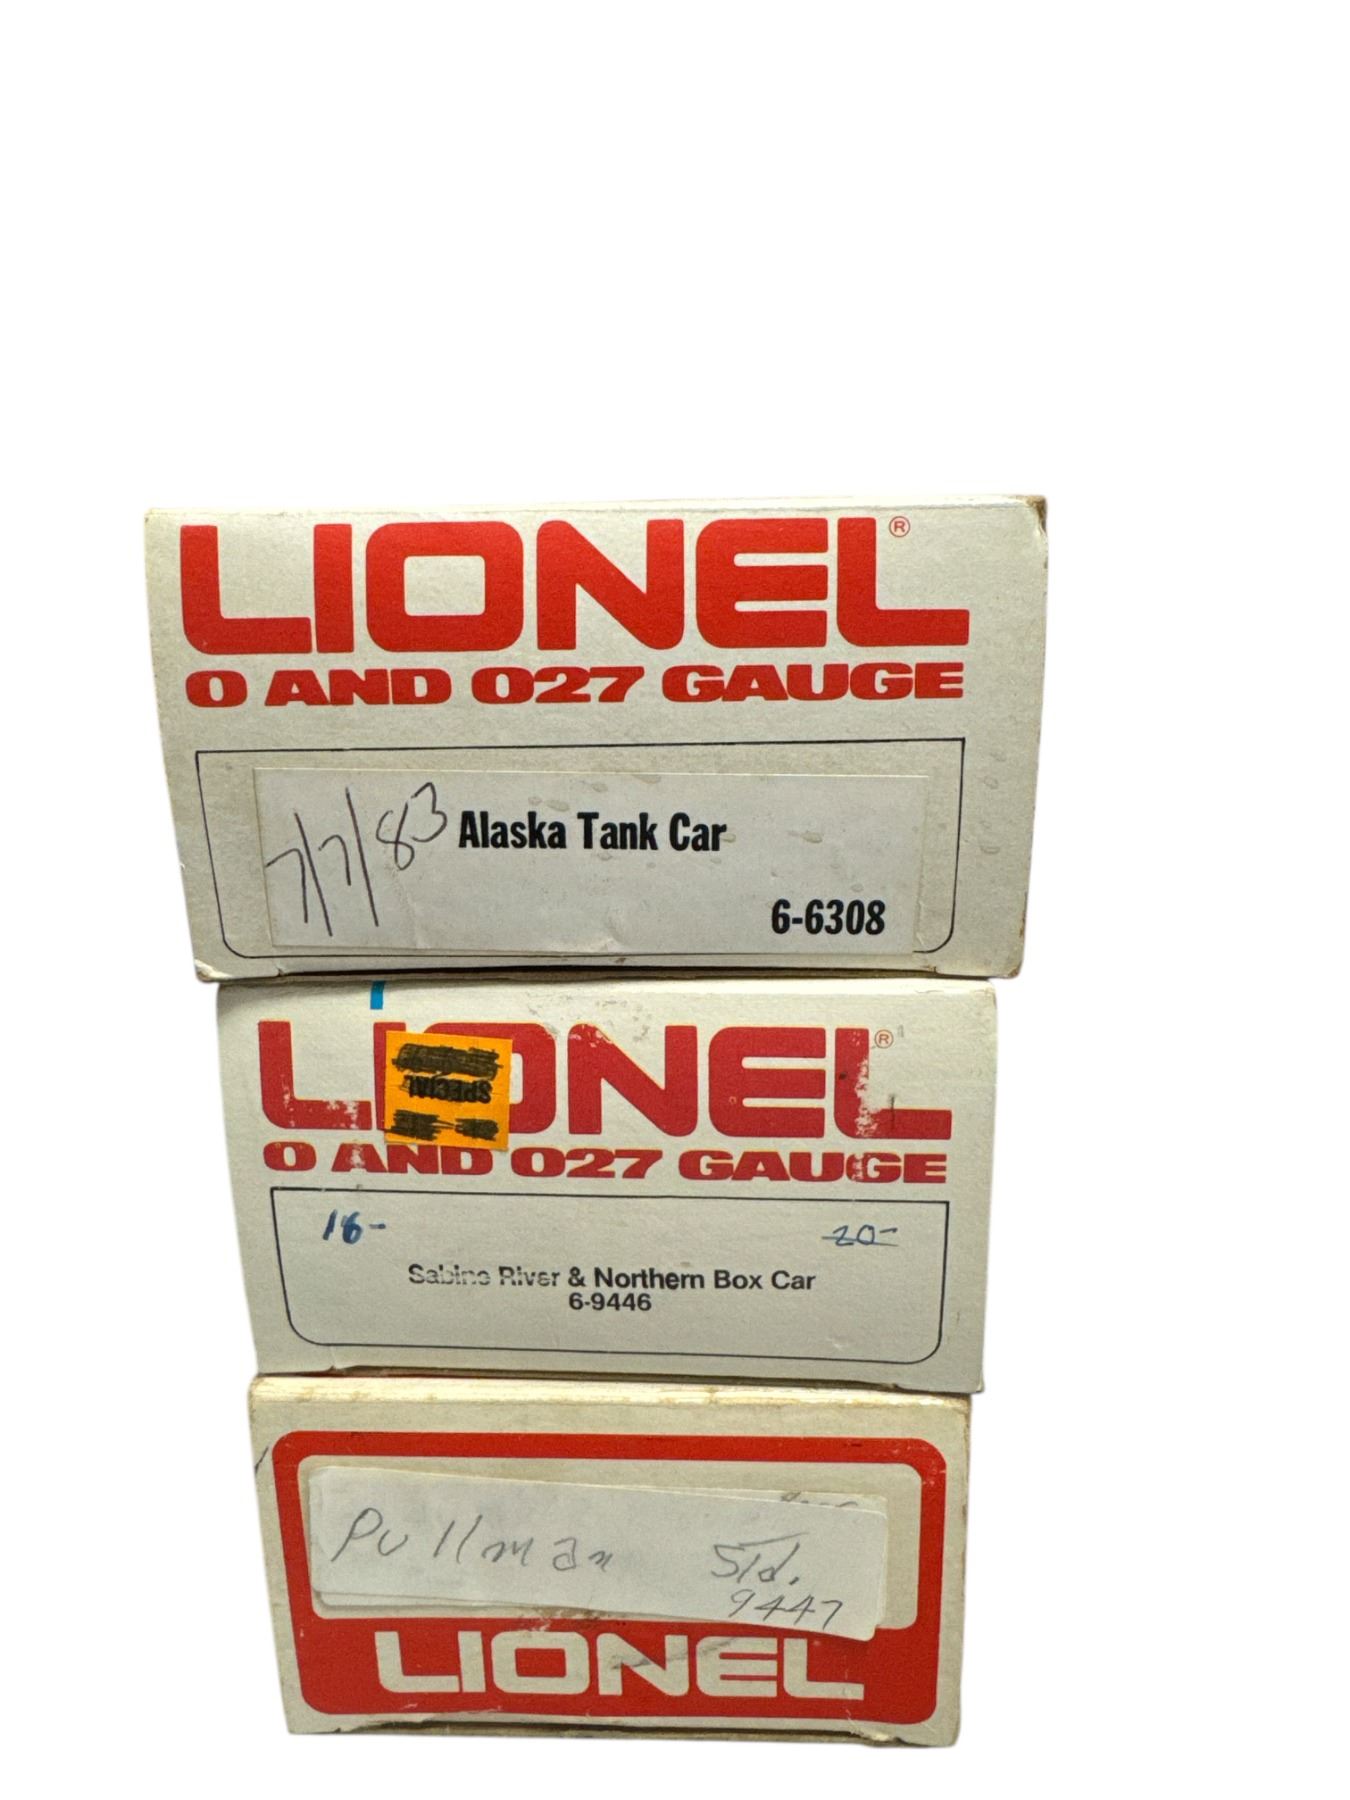 LIONEL®
O AND O27 GAUGE
7/7/83 Alaska Tank Car
6-6308
LIONEL®
SPECIAL
O AND O27 GAUGE
16- 20-
Sabine River & Northern Box Car
6-9446
Pullman Std.
9447
LIONEL